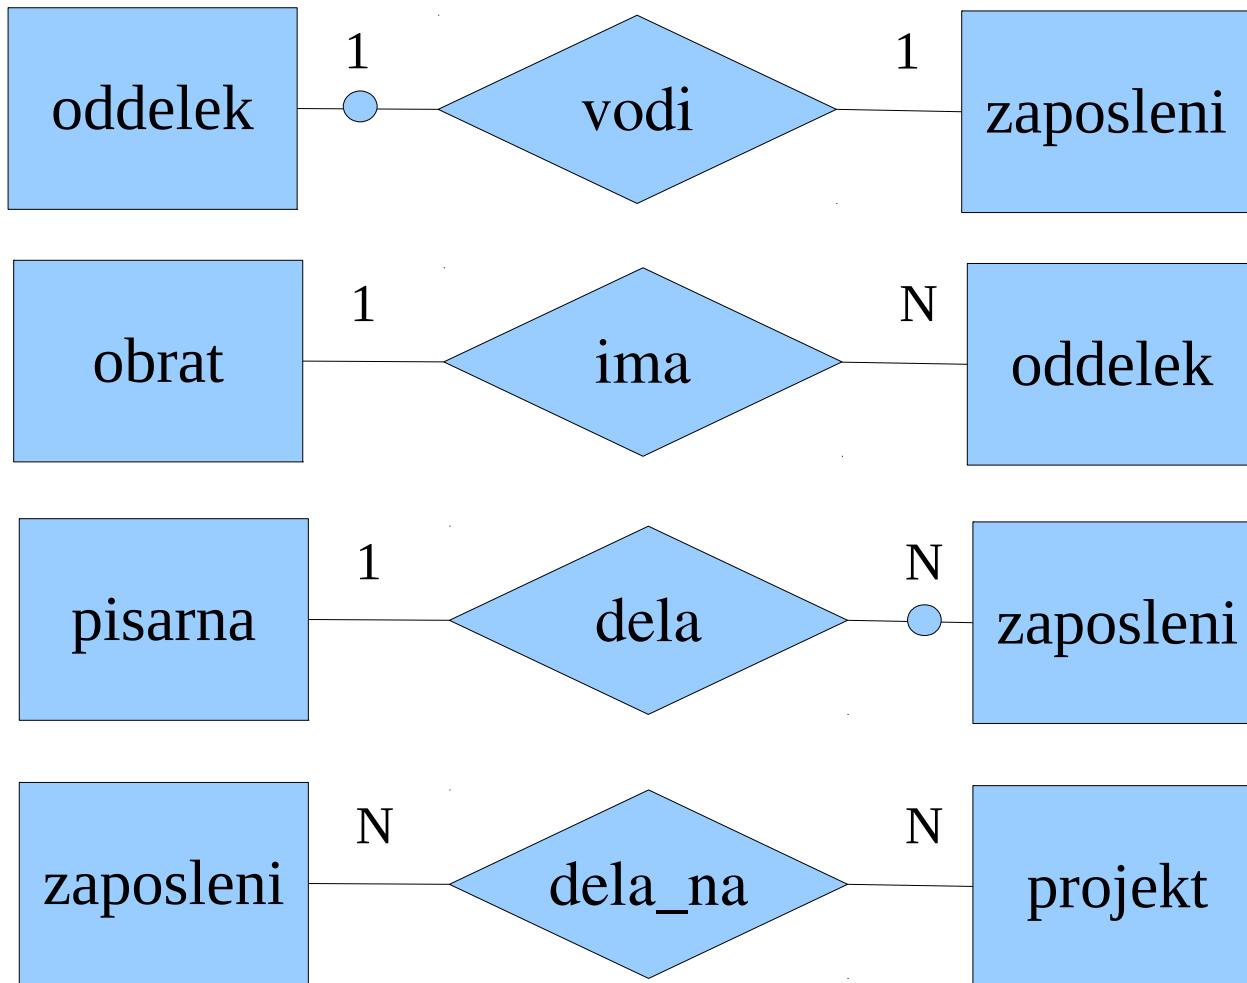 1 1
oddelek vodi zaposleni
1 N
obrat ima oddelek
1 N
pisarna dela zaposleni
N N
zaposleni dela_na projekt